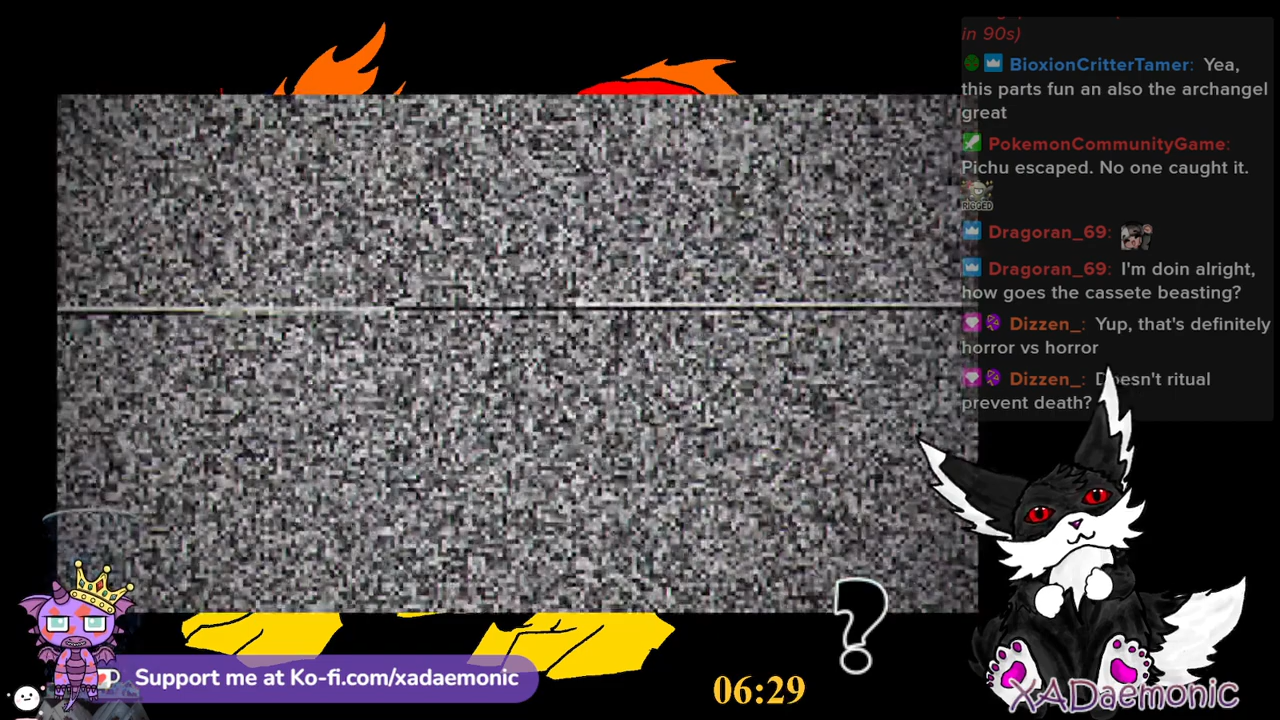 in 90s)
BioxionCritterTamer: Yea,
this parts fun an also the archangel
great
PokemonCommunityGame:
Pichu escaped. No one caught it.
RIGGED
Dragoran_69:
Dragoran_69: I'm doin alright,
how goes the cassete beasting?
Dizzen_: Yup, that's definitely
horror vs horror
Dizzen_: Doesn't ritual
prevent death?
?
Support me at Ko-fi.com/xadaemonic
06:29
XADaemonic